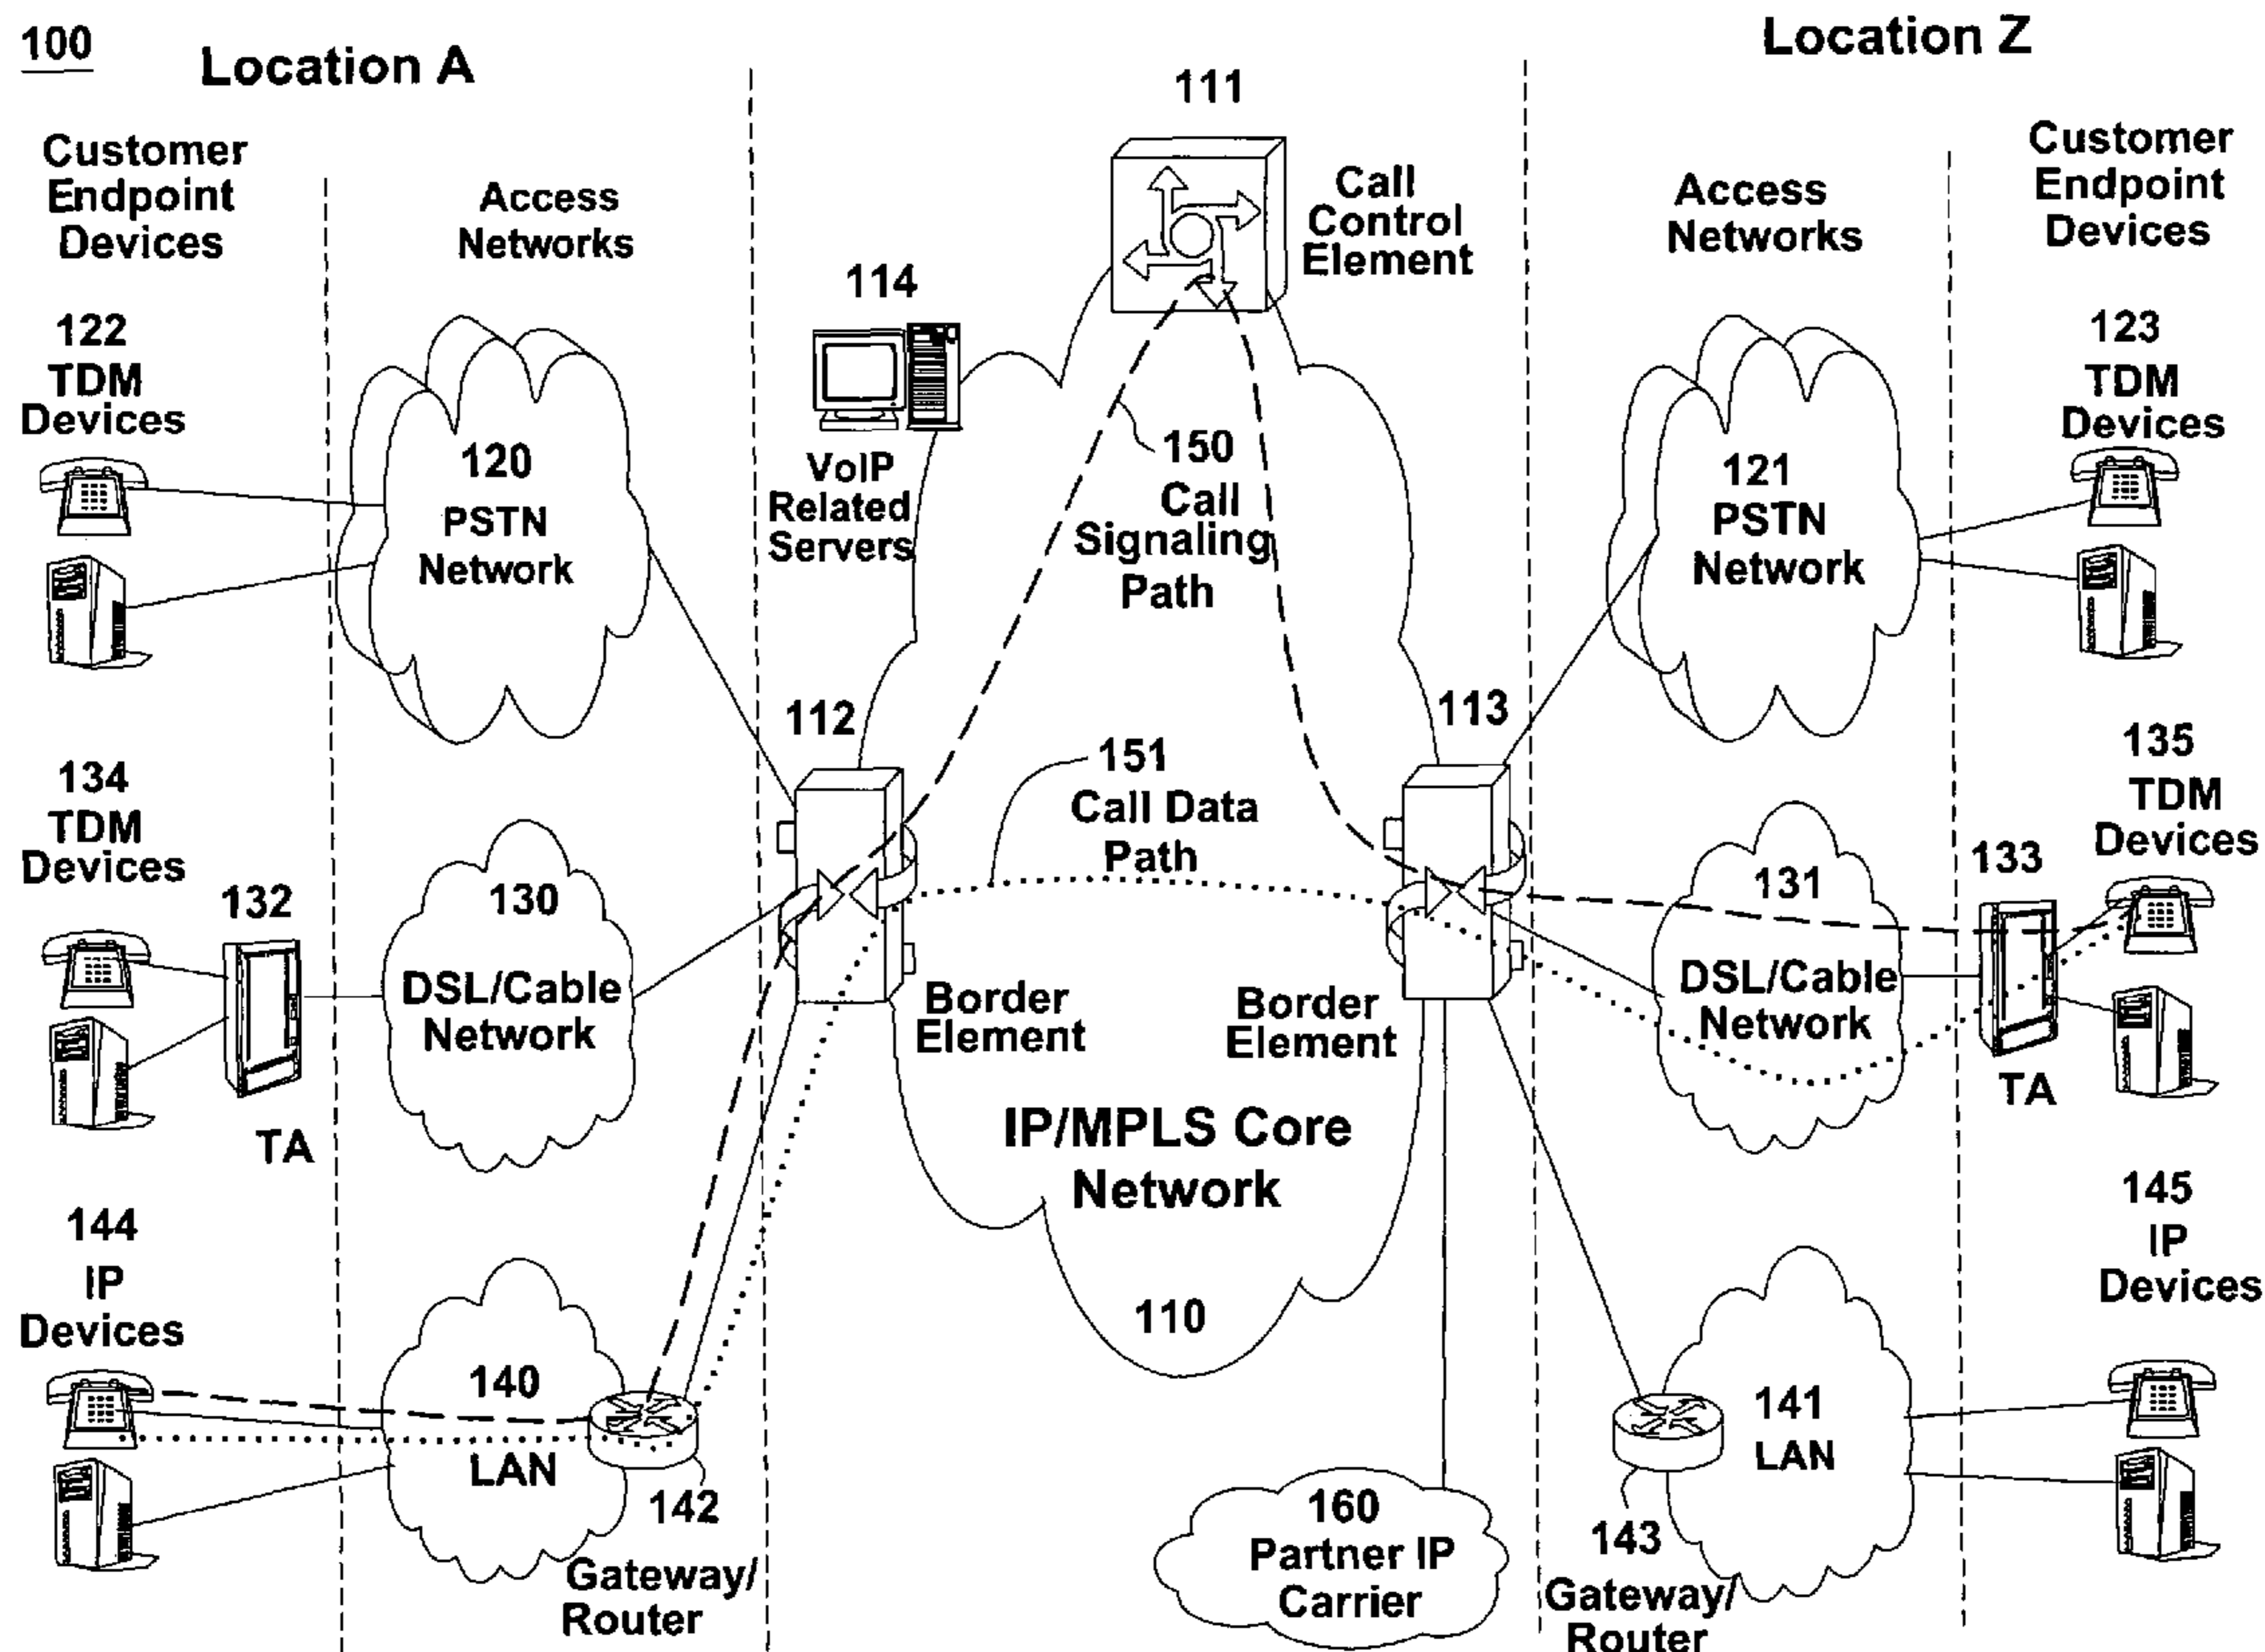 100
Location A
Location Z
Customer
Endpoint
Devices
Access
Networks
111
Call
Control
Element
Access
Networks
Customer
Endpoint
Devices
114
VoIP
Related
Servers
122
TDM
Devices
120
PSTN
Network
150
Call
Signaling
Path
121
PSTN
Network
123
TDM
Devices
112
Border
Element
151
Call Data
Path
113
Border
Element
134
TDM
Devices
132
TA
130
DSL/Cable
Network
131
DSL/Cable
Network
133
TA
135
TDM
Devices
IP/MPLS Core
Network
110
144
IP
Devices
140
LAN
142
Gateway/
Router
160
Partner IP
Carrier
143
Gateway/
Router
141
LAN
145
IP
Devices